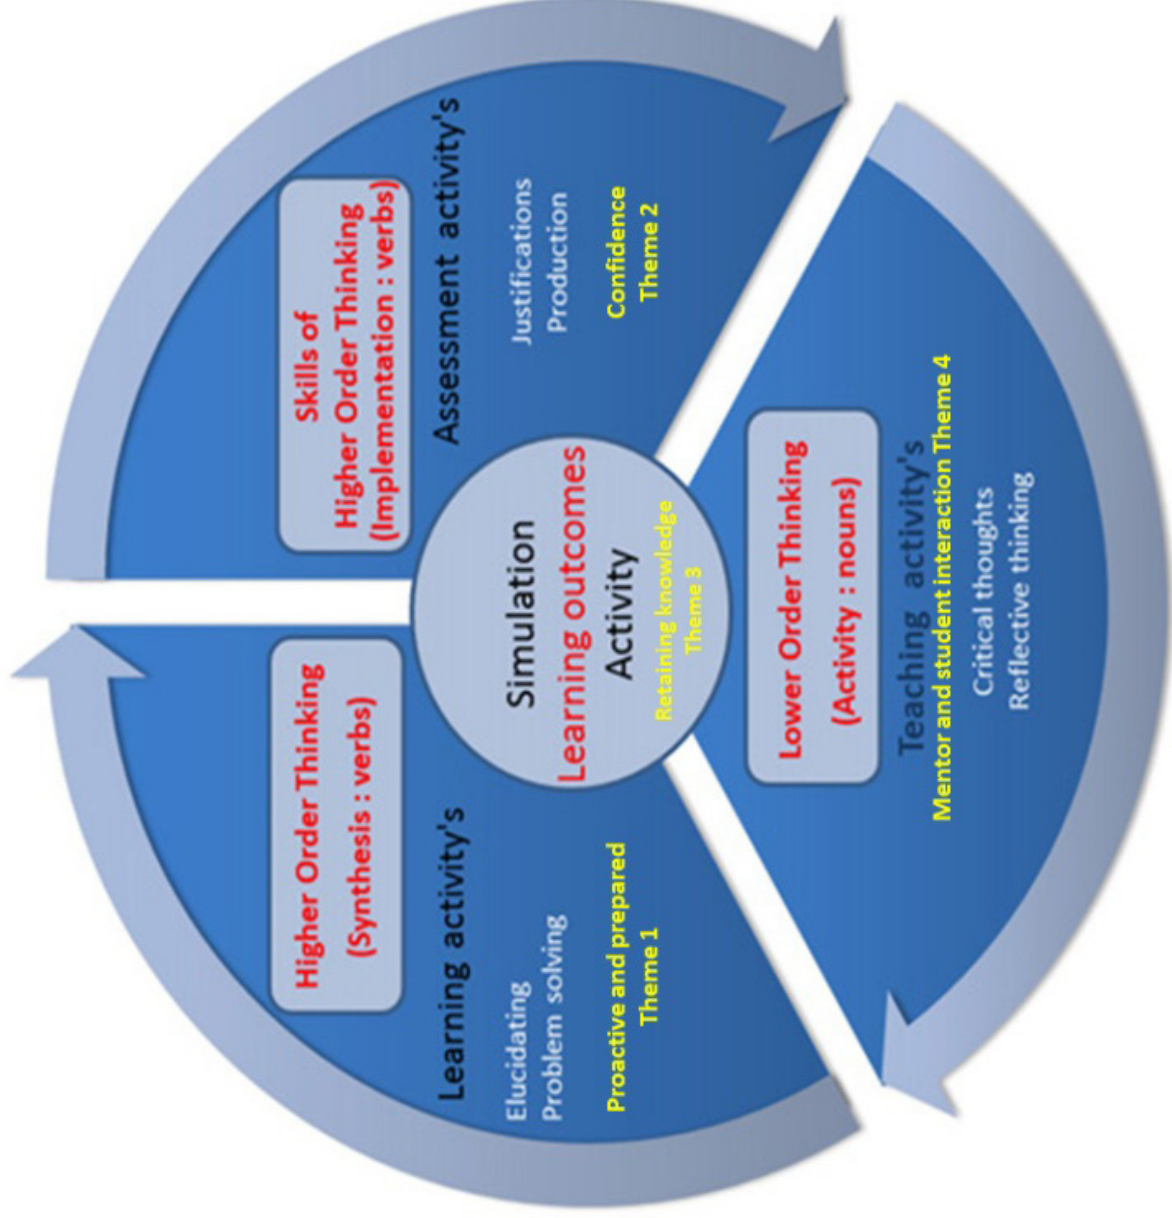 Higher Order Thinking
(Synthesis : verbs)
Learning activity's
Elucidating
Problem solving
Proactive and prepared
Theme 1
Skills of
Higher Order Thinking
(Implementation : verbs)
Assessment activity's
Justifications
Production
Confidence
Theme 2
Simulation
Learning outcomes
Activity
Retaining knowledge
Theme 3
Lower Order Thinking
(Activity : nouns)
Teaching activity's
Mentor and student interaction Theme 4
Critical thoughts
Reflective thinking